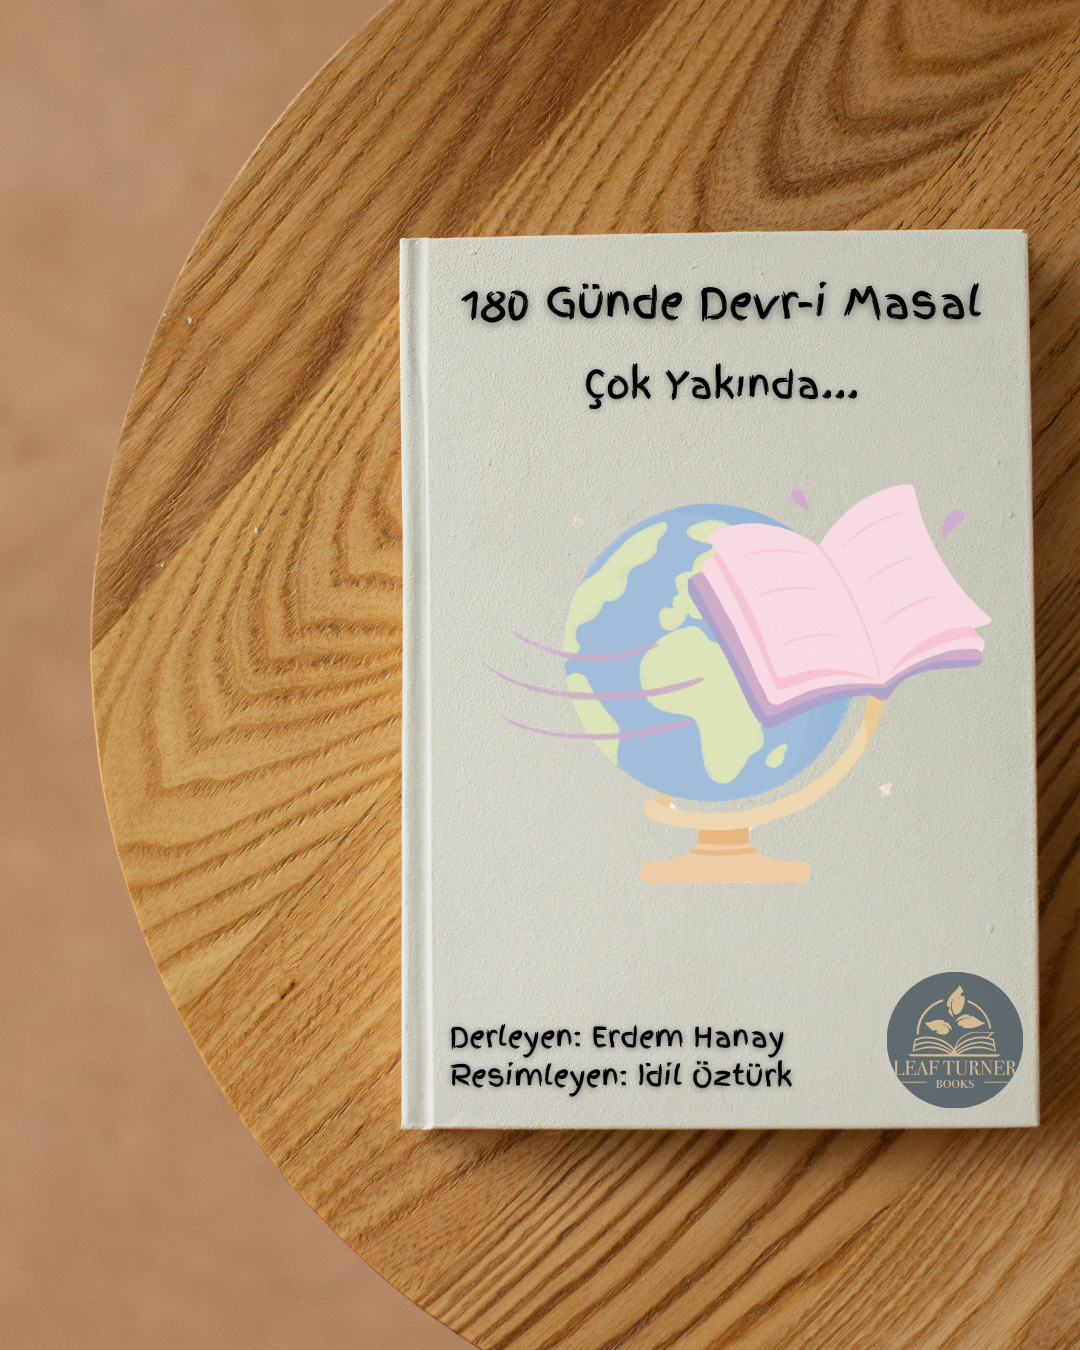 180 Günde Devr-i Masal
Çok Yakında...
Derleyen: Erdem Hanay
Resimleyen: İdil Öztürk
LEAF TURNER
BOOKS